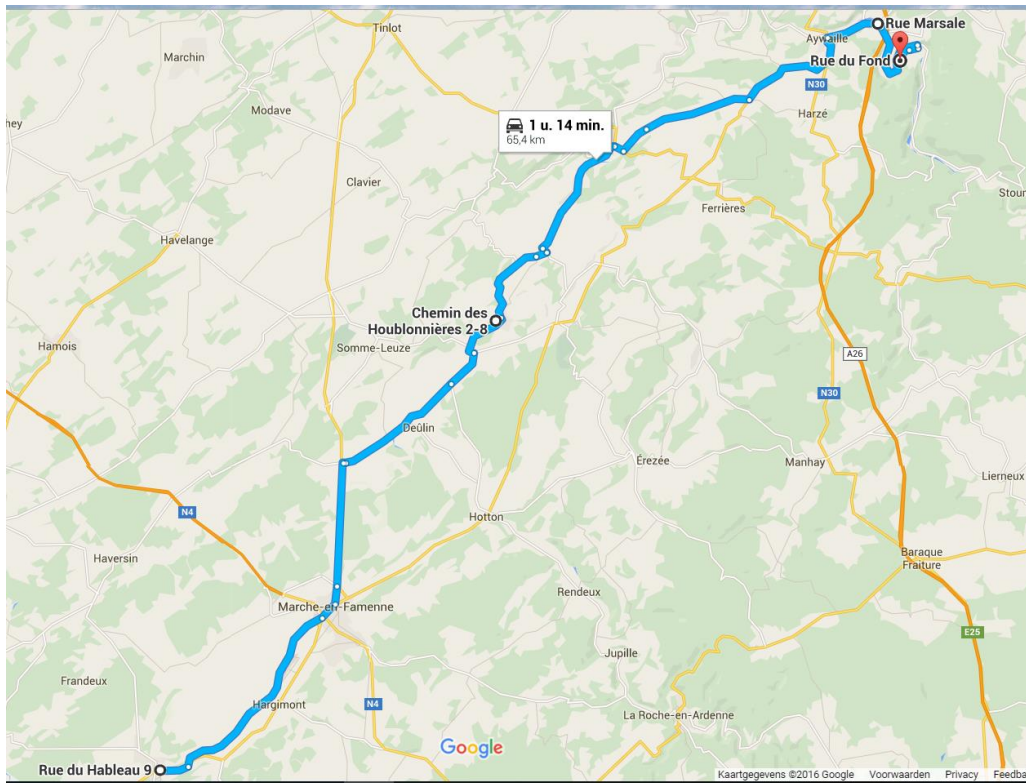 Rue Marsale
Tinlot
Aywaille
Marchin
Rue du Fond
N30
Modave
Harzé
1 u. 14 min.
65,4 km
hey
Clavier
Stoun
Ferrières
Havelange
Chemin des
Houblonnières 2-8
Hamois
Somme-Leuze
A26
N30
Deûlin
Érezée
Manhay
Lierneux
N4
Hotton
Haversin
Baraque
Fraiture
Rendeux
Marche-en-Famenne
E25
Jupille
Frandeux
Hargimont
N4
La Roche-en-Ardenne
Google
Rue du Hableau 9
Kaartgegevens ©2016 Google Voorwaarden Privacy Feedba